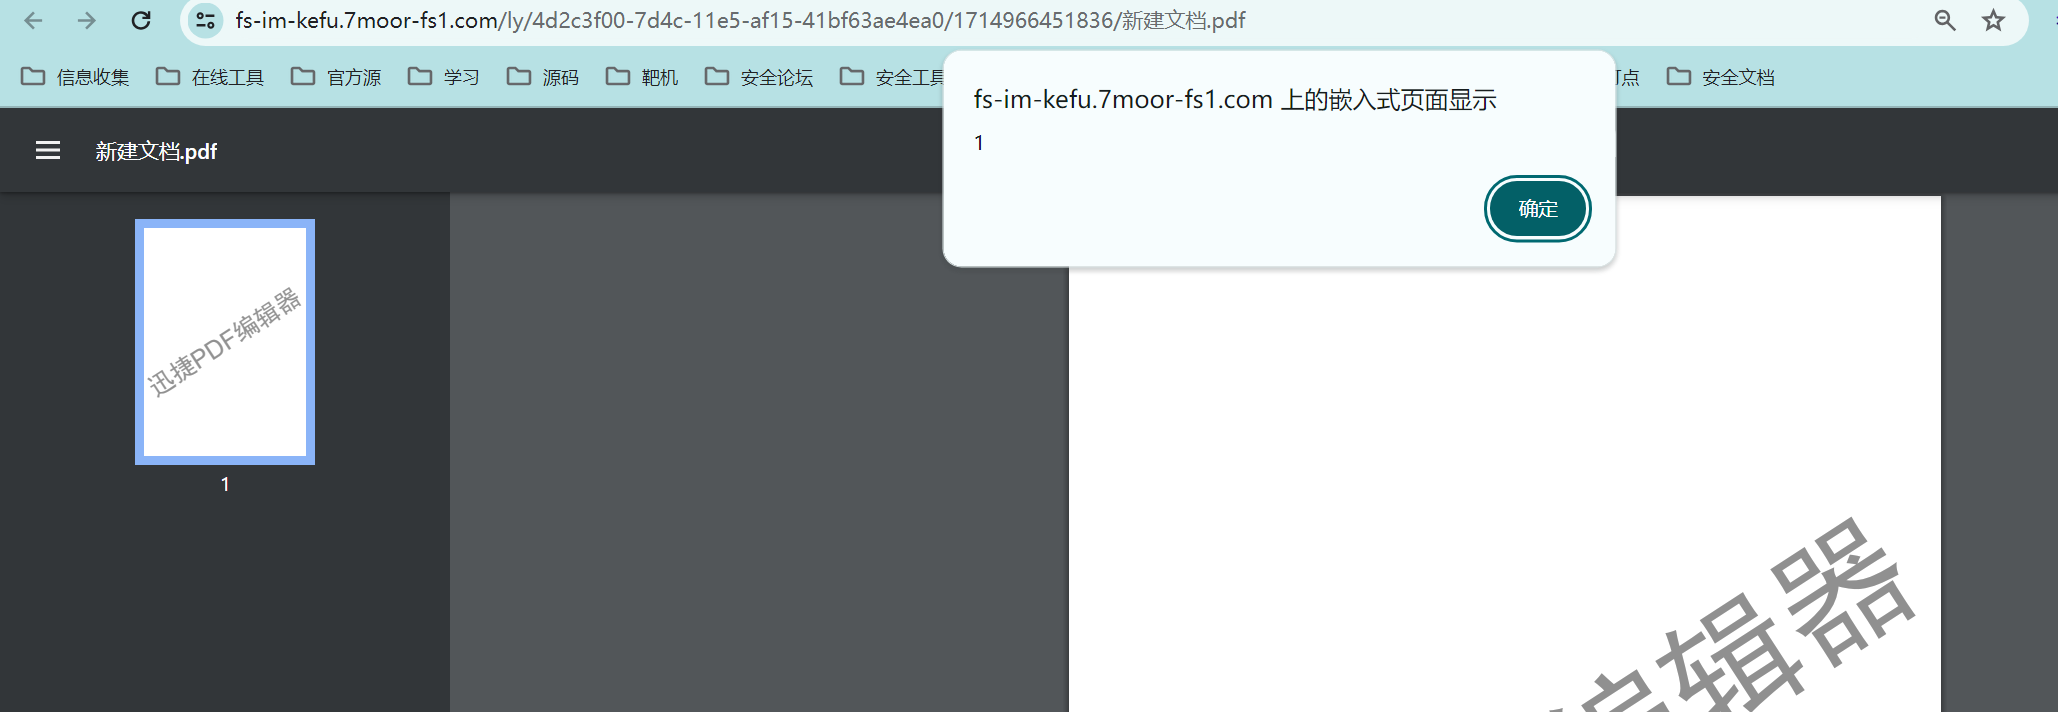 fs-im-kefu.7moor-fs1.com/ly/4d2c3f00-7d4c-11e5-af15-41bf63ae4ea0/1714966451836/新建文档.pdf
信息收集 在线工具 官方源 学习 源码 靶机 安全论坛 安全工具 点 安全文档
fs-im-kefu.7moor-fs1.com 上的嵌入式页面显示
1
确定
新建文档.pdf
迅捷PDF编辑器
1
编辑器